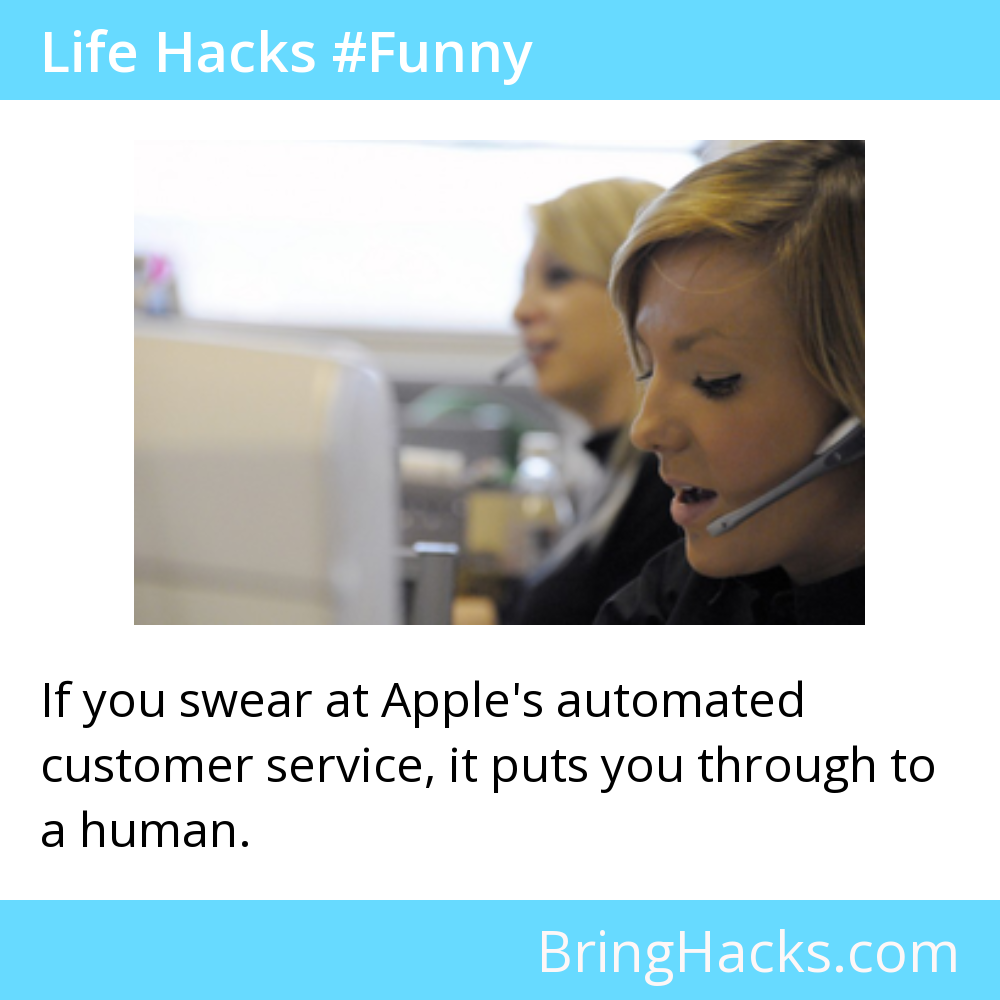 Life Hacks #Funny
If you swear at Apple's automated
customer service, it puts you through to
a human.
BringHacks.com